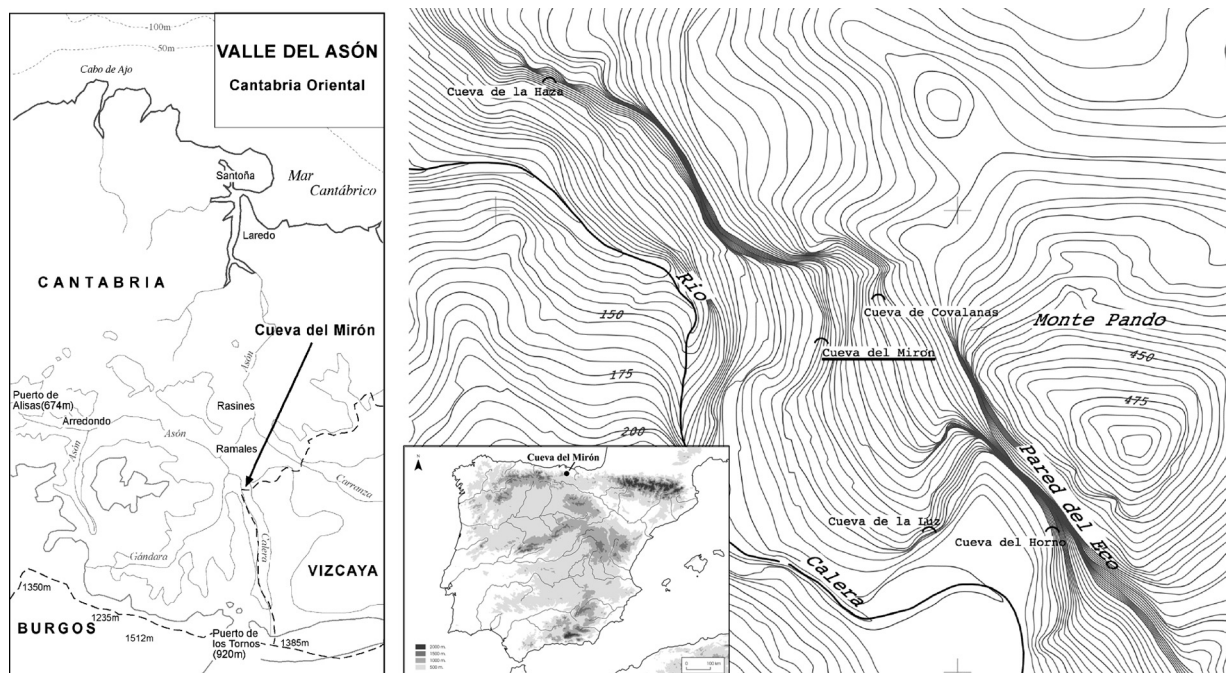 VALLE DEL ASÓN
Cantabria Oriental
-100m
-50m
Cabo de Ajo
Santoña
Mar
Cantábrico
Laredo
CANTABRIA
Cueva del Mirón
Asón
Puerto de
Alisas(674m)
Arredondo
Rasines
Asón
Asón
Ramales
Carranza
Gándara
Calera
VIZCAYA
1350m
1235m
1512m
BURGOS
Puerto de
los Tornos
(920m)
1385m
Cueva de la Haza
Rio
150
175
200
Cueva de Covalanas
Cueva del Mirón
Monte Pando
450
475
Pared del Eco
Cueva de la Luz
Cueva del Horno
Calera
Cueva del Mirón
N
2000 m.
1500 m.
1000 m.
500 m.
0 100 km